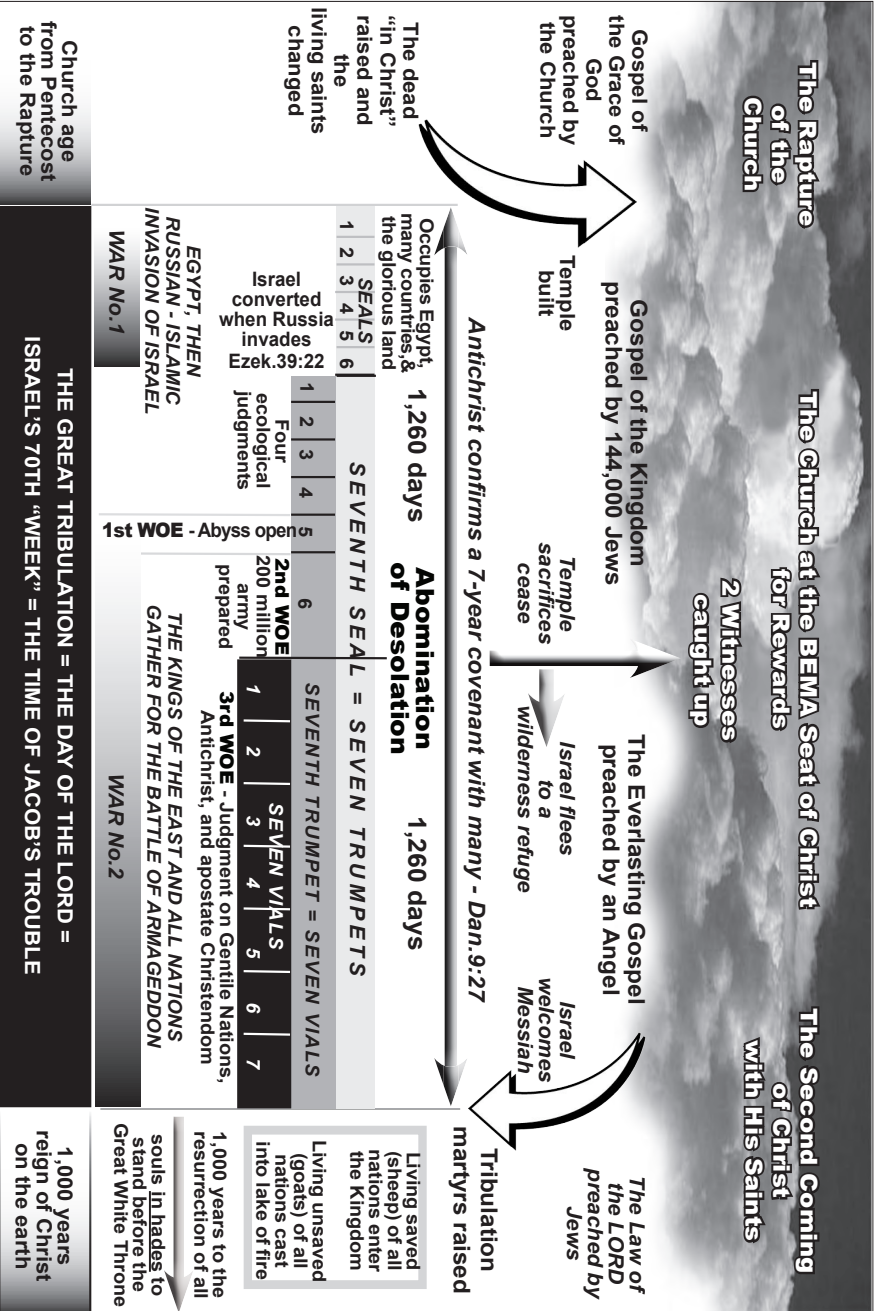 The Rapture
of the
Church
The Church at the BEMA Seat of Christ
for Rewards
2 Witnesses
caught up
The Second Coming
of Christ
with His Saints
Gospel of
the Grace of
God
preached by
the Church
Gospel of the Kingdom
preached by 144,000 Jews
The Everlasting Gospel
preached by an Angel
The Law of
the LORD
preached by
Jews
The dead
"in Christ"
raised and
the
living saints
changed
Temple
built
Temple
sacrifices
cease
Israel flees
to a
wilderness refuge
Israel
welcomes
Messiah
Tribulation
martyrs raised
Antichrist confirms a 7-year covenant with many - Dan.9:27
Occupies Egypt,
many countries,&
the glorious land
1,260 days
Abomination
of Desolation
1,260 days
SEALS
1 2 3 4 5 6
SEVENTH SEAL = SEVEN TRUMPETS
1 2 3 4 5 6
SEVENTH TRUMPET = SEVEN VIALS
SEVEN VIALS
1 2 3 4 5 6 7
Israel
converted
when Russia
invades
Ezek.39:22
Four
ecological
judgments
1st WOE - Abyss open
2nd WOE
200 million
army
prepared
3rd WOE - Judgment on Gentile Nations,
Antichrist, and apostate Christendom
EGYPT, THEN
RUSSIAN - ISLAMIC
INVASION OF ISRAEL
THE KINGS OF THE EAST AND ALL NATIONS
GATHER FOR THE BATTLE OF ARMAGEDDON
WAR No.1
WAR No.2
Living saved
(sheep) of all
nations enter
the Kingdom
Living unsaved
(goats) of all
nations cast
into lake of fire
1,000 years to the
resurrection of all
souls in hades to
stand before the
Great White Throne
Church age
from Pentecost
to the Rapture
THE GREAT TRIBULATION = THE DAY OF THE LORD =
ISRAEL'S 70TH "WEEK" = THE TIME OF JACOB'S TROUBLE
1,000 years
reign of Christ
on the earth